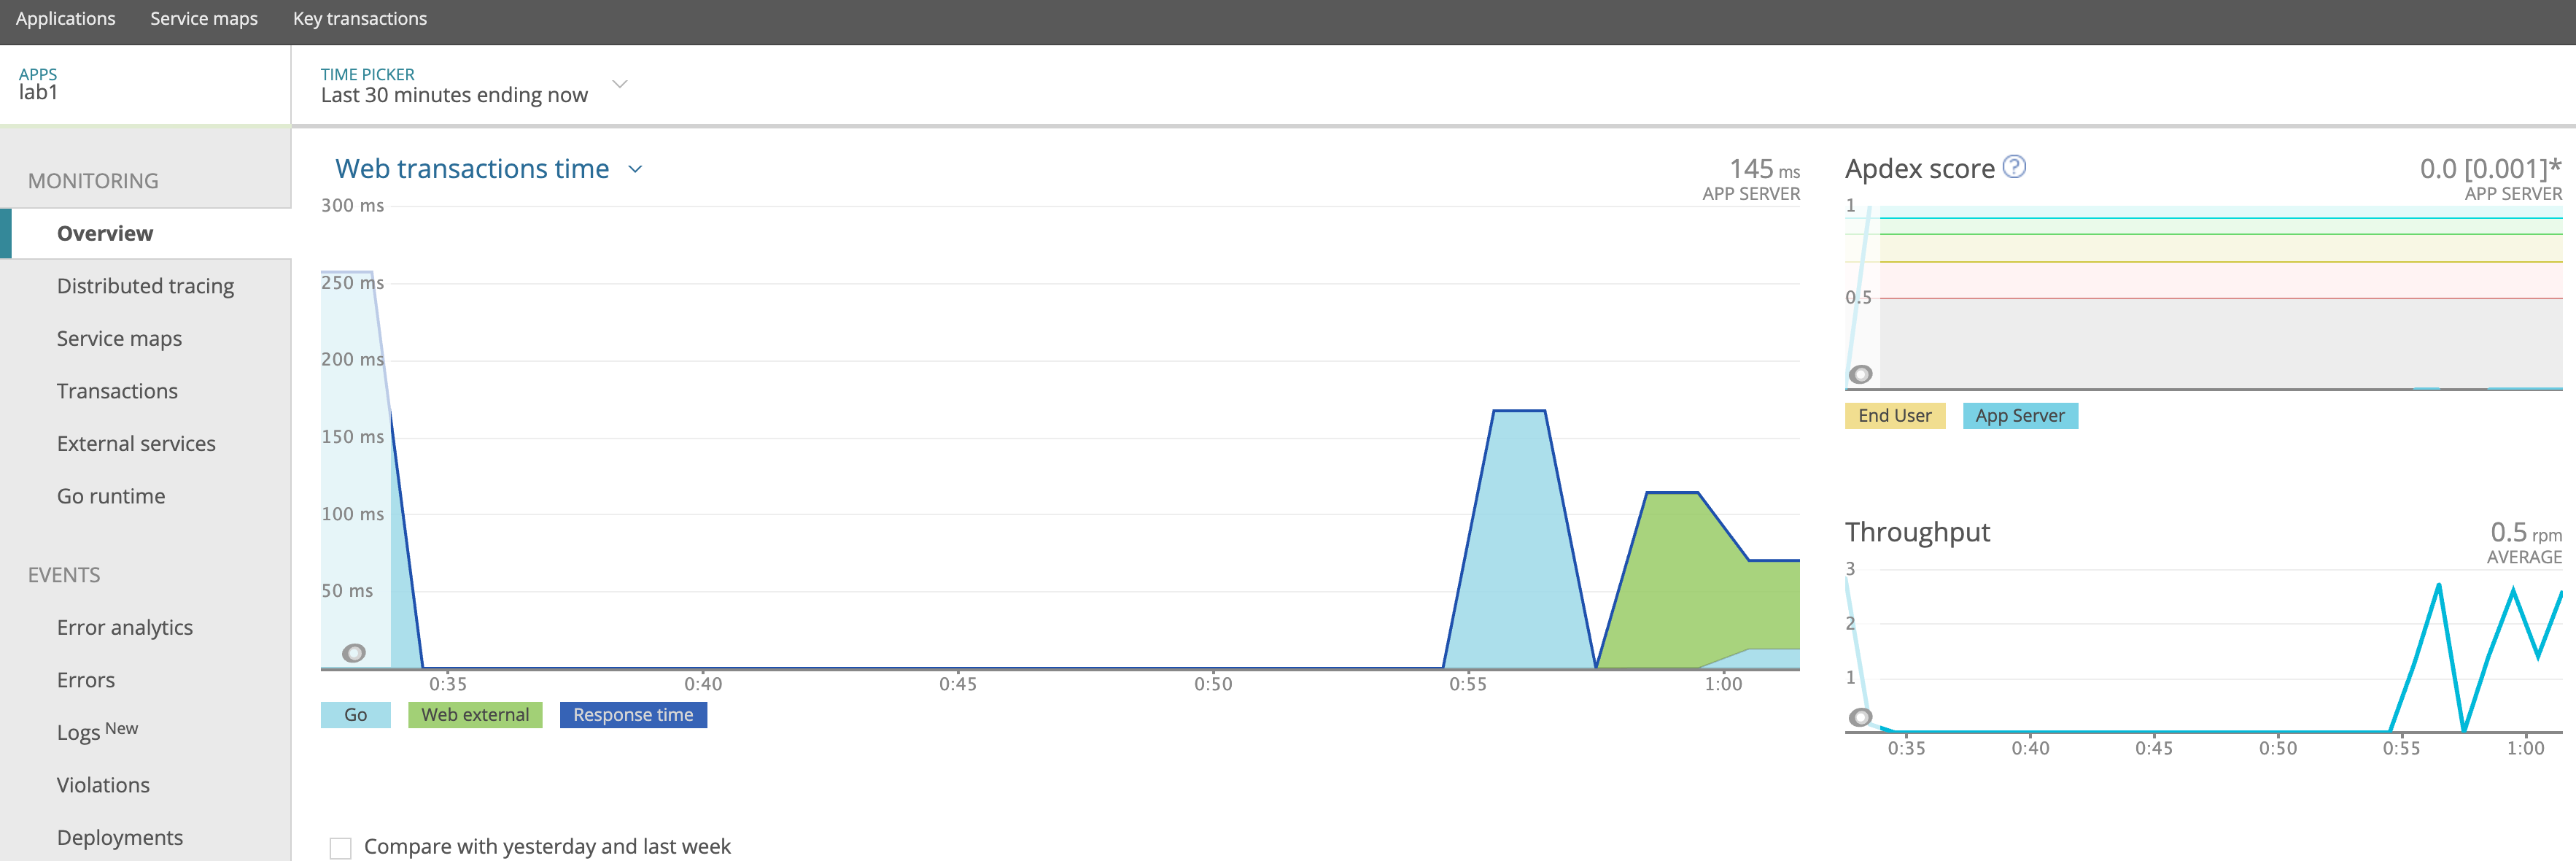 Applications Service maps Key transactions
APPS
lab1
TIME PICKER
Last 30 minutes ending now
MONITORING
Overview
Distributed tracing
Service maps
Transactions
External services
Go runtime
EVENTS
Error analytics
Errors
Logs New
Violations
Deployments
Web transactions time
145 ms
APP SERVER
300 ms
250 ms
200 ms
150 ms
100 ms
50 ms
0:35 0:40 0:45 0:50 0:55 1:00
Go Web external Response time
Compare with yesterday and last week
Apdex score ?
0.0 [0.001]*
APP SERVER
1
0.5
End User App Server
Throughput
0.5 rpm
AVERAGE
3
2
1
0:35 0:40 0:45 0:50 0:55 1:00